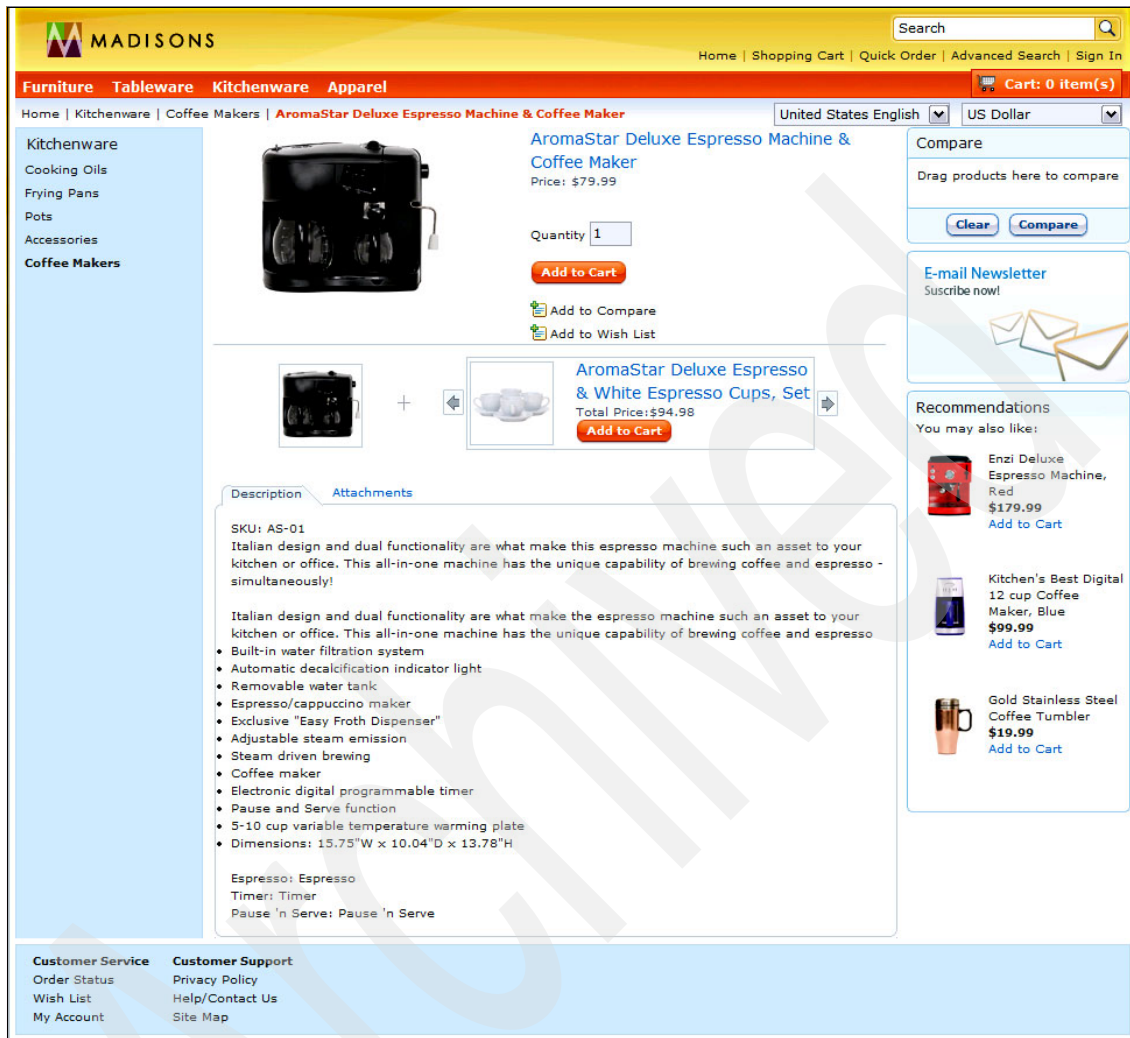 MADISONS
Search
Home | Shopping Cart | Quick Order | Advanced Search | Sign In
Furniture Tableware Kitchenware Apparel
Cart: 0 item(s)
Home | Kitchenware | Coffee Makers | AromaStar Deluxe Espresso Machine & Coffee Maker
United States English
US Dollar
Kitchenware
Cooking Oils
Frying Pans
Pots
Accessories
Coffee Makers
AromaStar Deluxe Espresso Machine &
Coffee Maker
Price: $79.99
Quantity 1
Add to Cart
Add to Compare
Add to Wish List
+
AromaStar Deluxe Espresso
& White Espresso Cups, Set
Total Price:$94.98
Add to Cart
Description Attachments
SKU: AS-01
Italian design and dual functionality are what make this espresso machine such an asset to your
kitchen or office. This all-in-one machine has the unique capability of brewing coffee and espresso -
simultaneously!
Italian design and dual functionality are what make the espresso machine such an asset to your
kitchen or office. This all-in-one machine has the unique capability of brewing coffee and espresso
• Built-in water filtration system
• Automatic decalcification indicator light
• Removable water tank
• Espresso/cappuccino maker
• Exclusive "Easy Froth Dispenser"
• Adjustable steam emission
• Steam driven brewing
• Coffee maker
• Electronic digital programmable timer
• Pause and Serve function
• 5-10 cup variable temperature warming plate
• Dimensions: 15.75"W x 10.04"D x 13.78"H
Espresso: Espresso
Timer: Timer
Pause 'n Serve: Pause 'n Serve
Compare
Drag products here to compare
Clear Compare
E-mail Newsletter
Suscribe now!
Recommendations
You may also like:
Enzi Deluxe
Espresso Machine,
Red
$179.99
Add to Cart
Kitchen's Best Digital
12 cup Coffee
Maker, Blue
$99.99
Add to Cart
Gold Stainless Steel
Coffee Tumbler
$19.99
Add to Cart
Customer Service Customer Support
Order Status Privacy Policy
Wish List Help/Contact Us
My Account Site Map
Archived